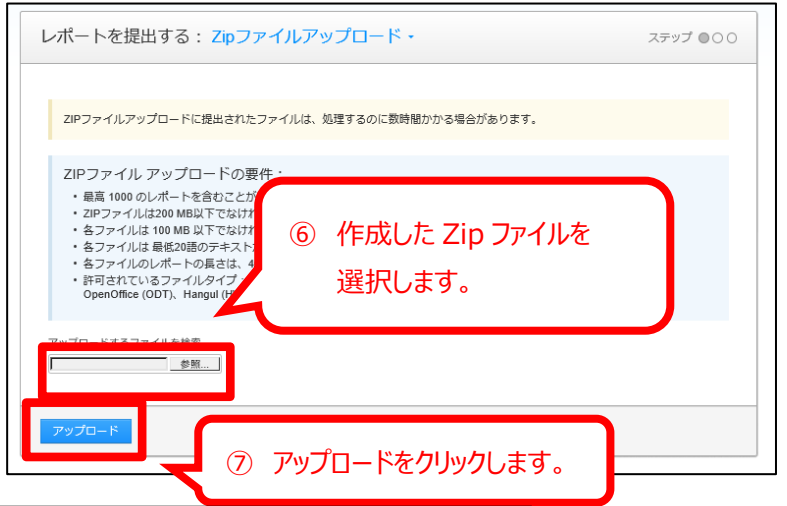 レポートを提出する： Zipファイルアップロード
ステップ
ZIPファイルアップロードに提出されたファイルは、処理するのに数時間かかる場合があります。
ZIPファイル アップロードの要件：
• 最高 1000 のレポートを含むことが
• ZIPファイルは200 MB以下でなけれ
• 各ファイルは 100 MB 以下でなけれ
• 各ファイルは 最低20語のテキスト
• 各ファイルのレポートの長さは、4
• 許可されているファイルタイプ：
OpenOffice (ODT)、Hangul (H
⑥ 作成した Zip ファイルを
選択します。
アップロードするファイルを検索
参照...
アップロード
⑦ アップロードをクリックします。